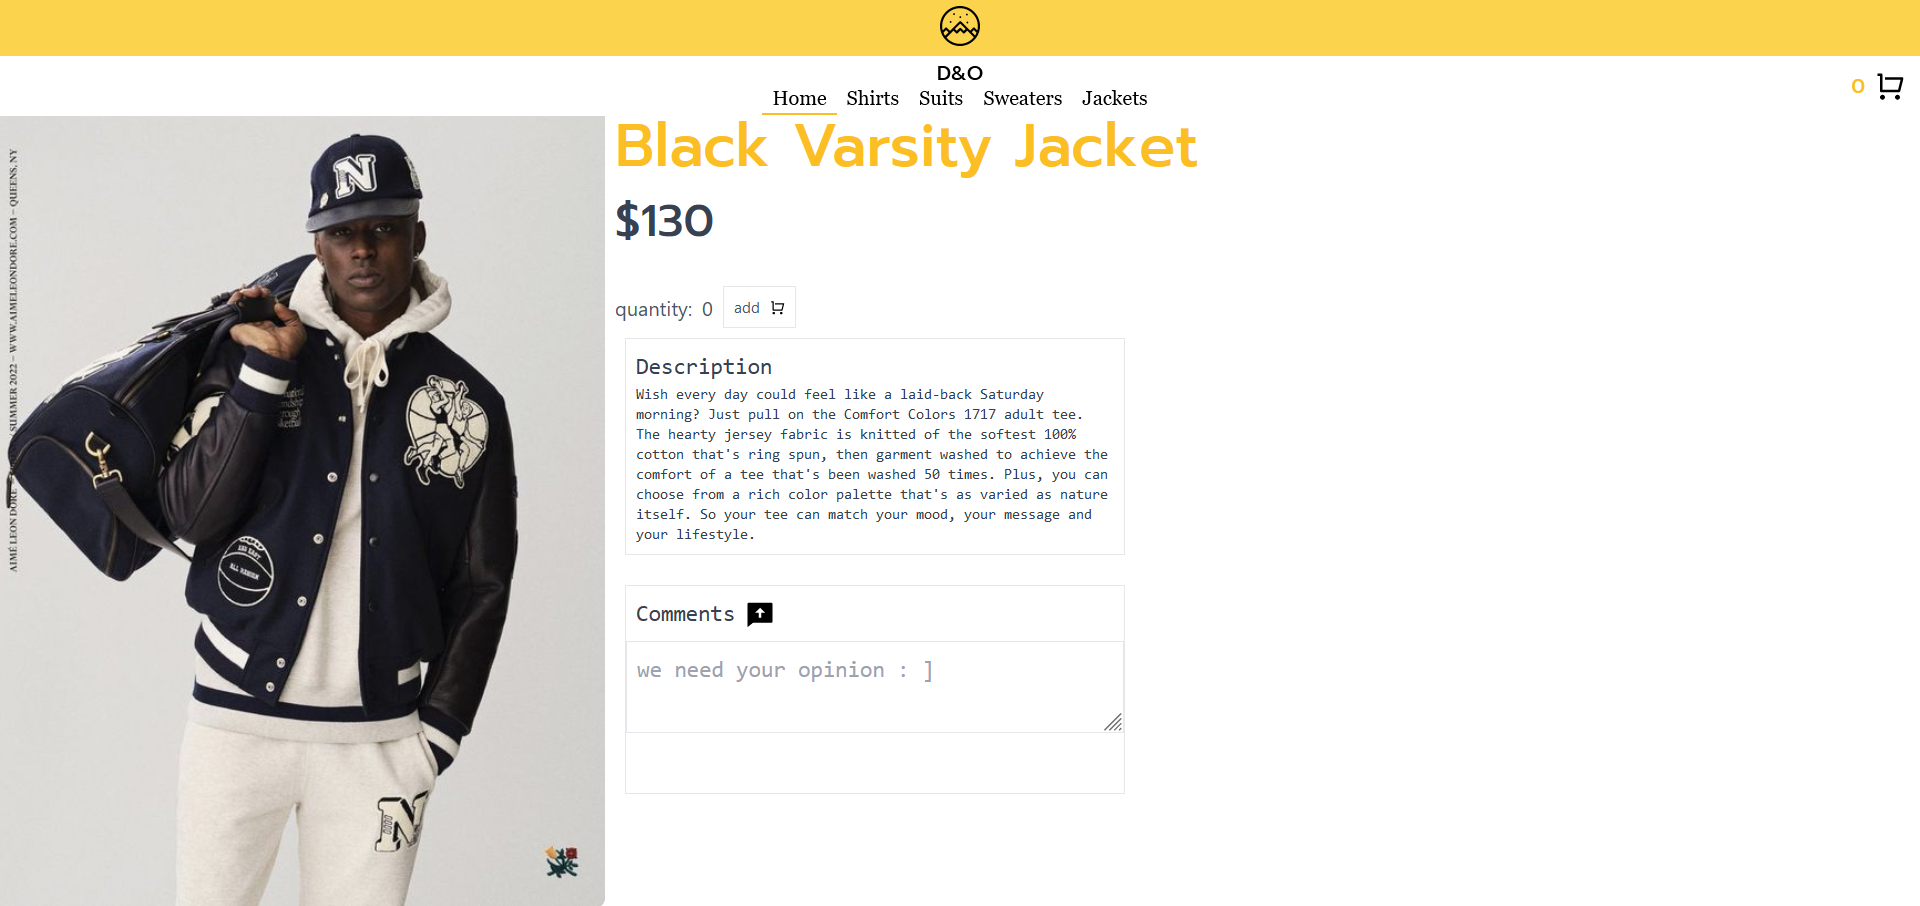 D&O
0
Home Shirts Suits Sweaters Jackets
AIMÉ LEON DORE / SUMMER 2022 – WWW.AIMELEONDORE.COM – QUEENS, NY
N
ALL
N
Black Varsity Jacket
$130
quantity: 0 add
Description
Wish every day could feel like a laid-back Saturday
morning? Just pull on the Comfort Colors 1717 adult tee.
The hearty jersey fabric is knitted of the softest 100%
cotton that's ring spun, then garment washed to achieve the
comfort of a tee that's been washed 50 times. Plus, you can
choose from a rich color palette that's as varied as nature
itself. So your tee can match your mood, your message and
your lifestyle.
Comments
we need your opinion : ]